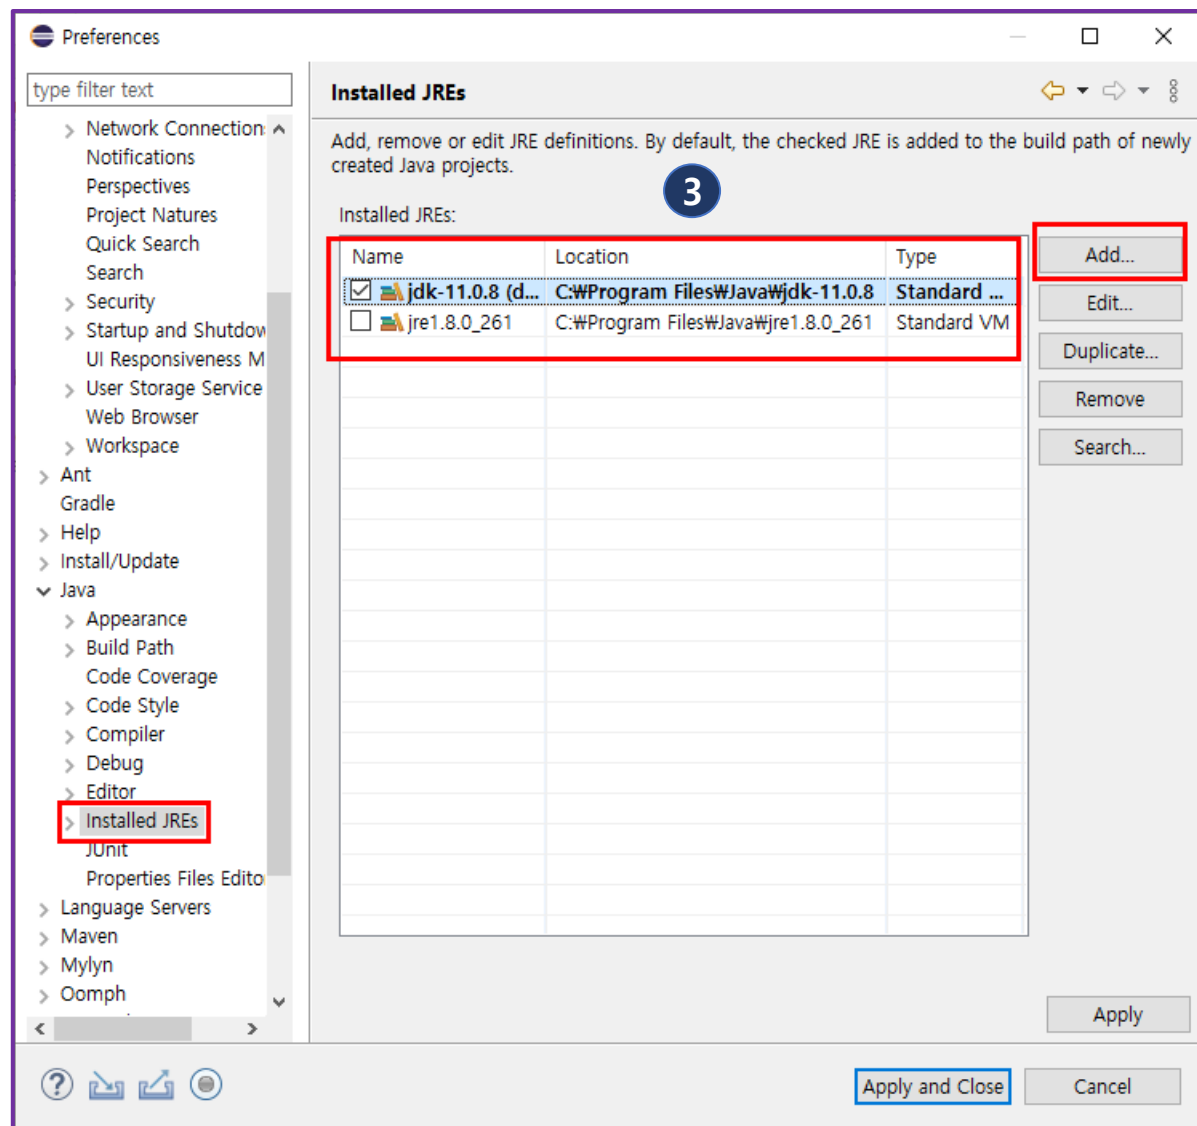 Preferences
type filter text
Network Connection
Notifications
Perspectives
Project Natures
Quick Search
Search
Security
Startup and Shutdow
UI Responsiveness M
User Storage Service
Web Browser
Workspace
Ant
Gradle
Help
Install/Update
Java
Appearance
Build Path
Code Coverage
Code Style
Compiler
Debug
Editor
Installed JREs
JUnit
Properties Files Edito
Language Servers
Maven
Mylyn
Oomph
Installed JREs
Add, remove or edit JRE definitions. By default, the checked JRE is added to the build path of newly
created Java projects.
3
Installed JREs:
Name Location Type
jdk-11.0.8 (d... C:₩Program Files₩Java₩jdk-11.0.8 Standard ...
jre1.8.0_261 C:₩Program Files₩Java₩jre1.8.0_261 Standard VM
Add...
Edit...
Duplicate...
Remove
Search...
Apply
Apply and Close Cancel